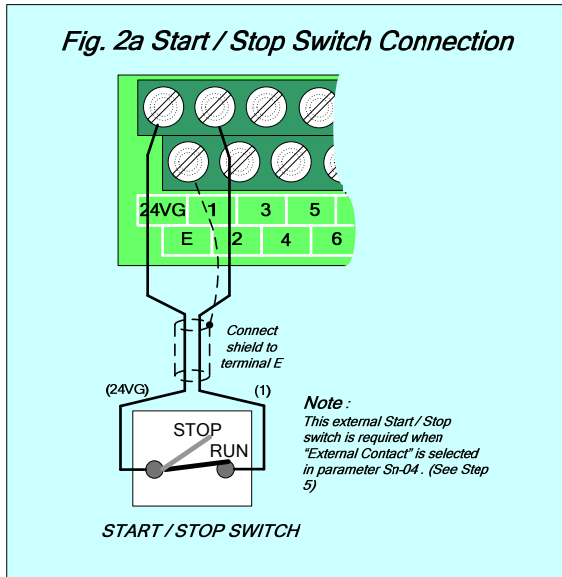 Fig. 2a Start / Stop Switch Connection
24VG 1 3 5
E 2 4 6
Connect
shield to
terminal E
(24VG) (1)
Note :
This external Start / Stop
switch is required when
“External Contact” is selected
in parameter Sn-04 . (See Step
5)
STOP
RUN
START / STOP SWITCH